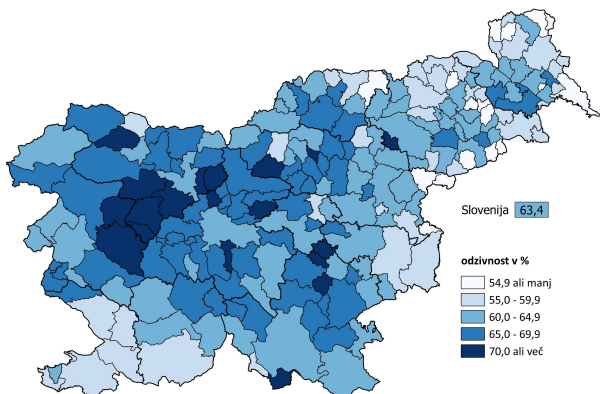 Slovenija 63,4
odzivnost v %
54,9 ali manj
55,0 - 59,9
60,0 - 64,9
65,0 - 69,9
70,0 ali več